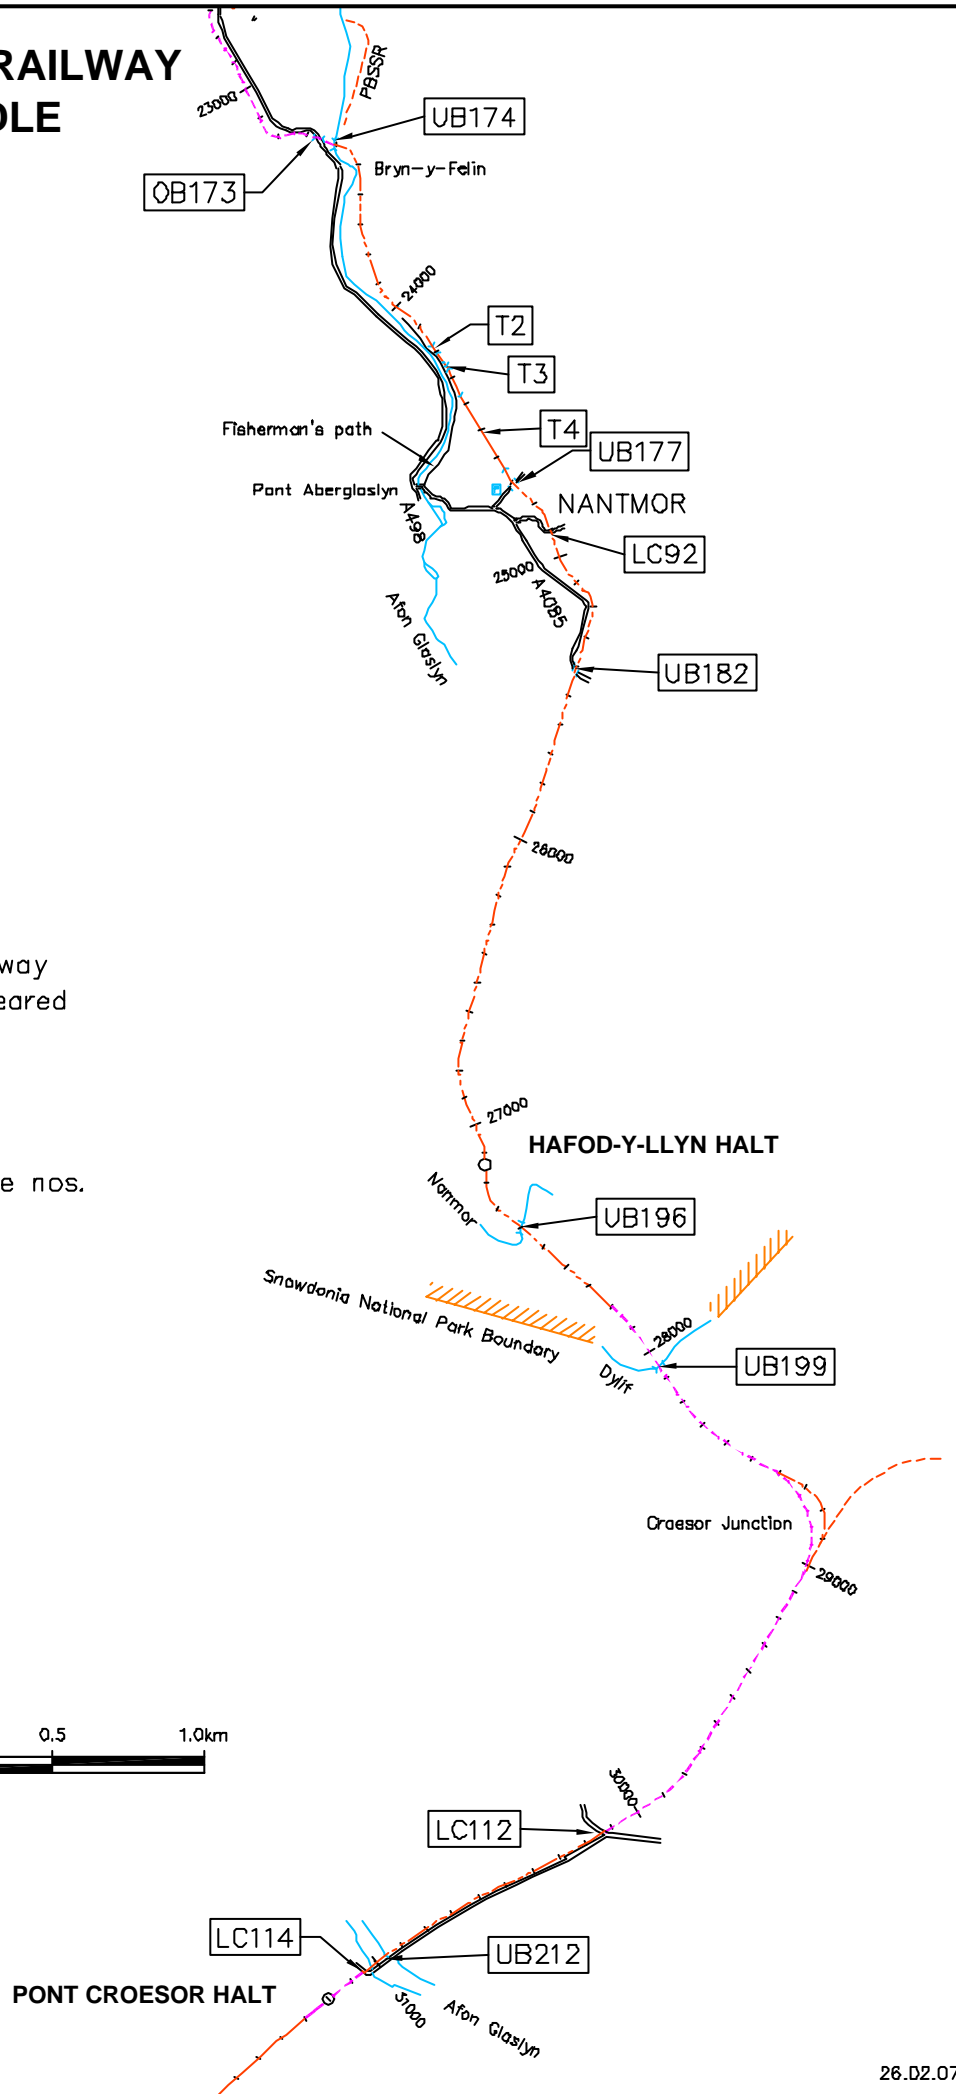 RAILWAY
DLE
PBSSR
23000
UB174
Bryn-y-Felin
OB173
24000
T2
T3
T4
Fisherman's path
UB177
Pont Aberglaslyn
NANTMOR
A498
LC92
25000
A4085
Afon Glaslyn
UB182
26000
way
eared
27000
HAFOD-Y-LLYN HALT
e nos.
Nanmor
UB196
Snowdonia National Park Boundary
28000
UB199
Dylif
Croesor Junction
29000
0.5 1.0km
30000
LC112
LC114
UB212
PONT CROESOR HALT
31000
Afon Glaslyn
26.02.07